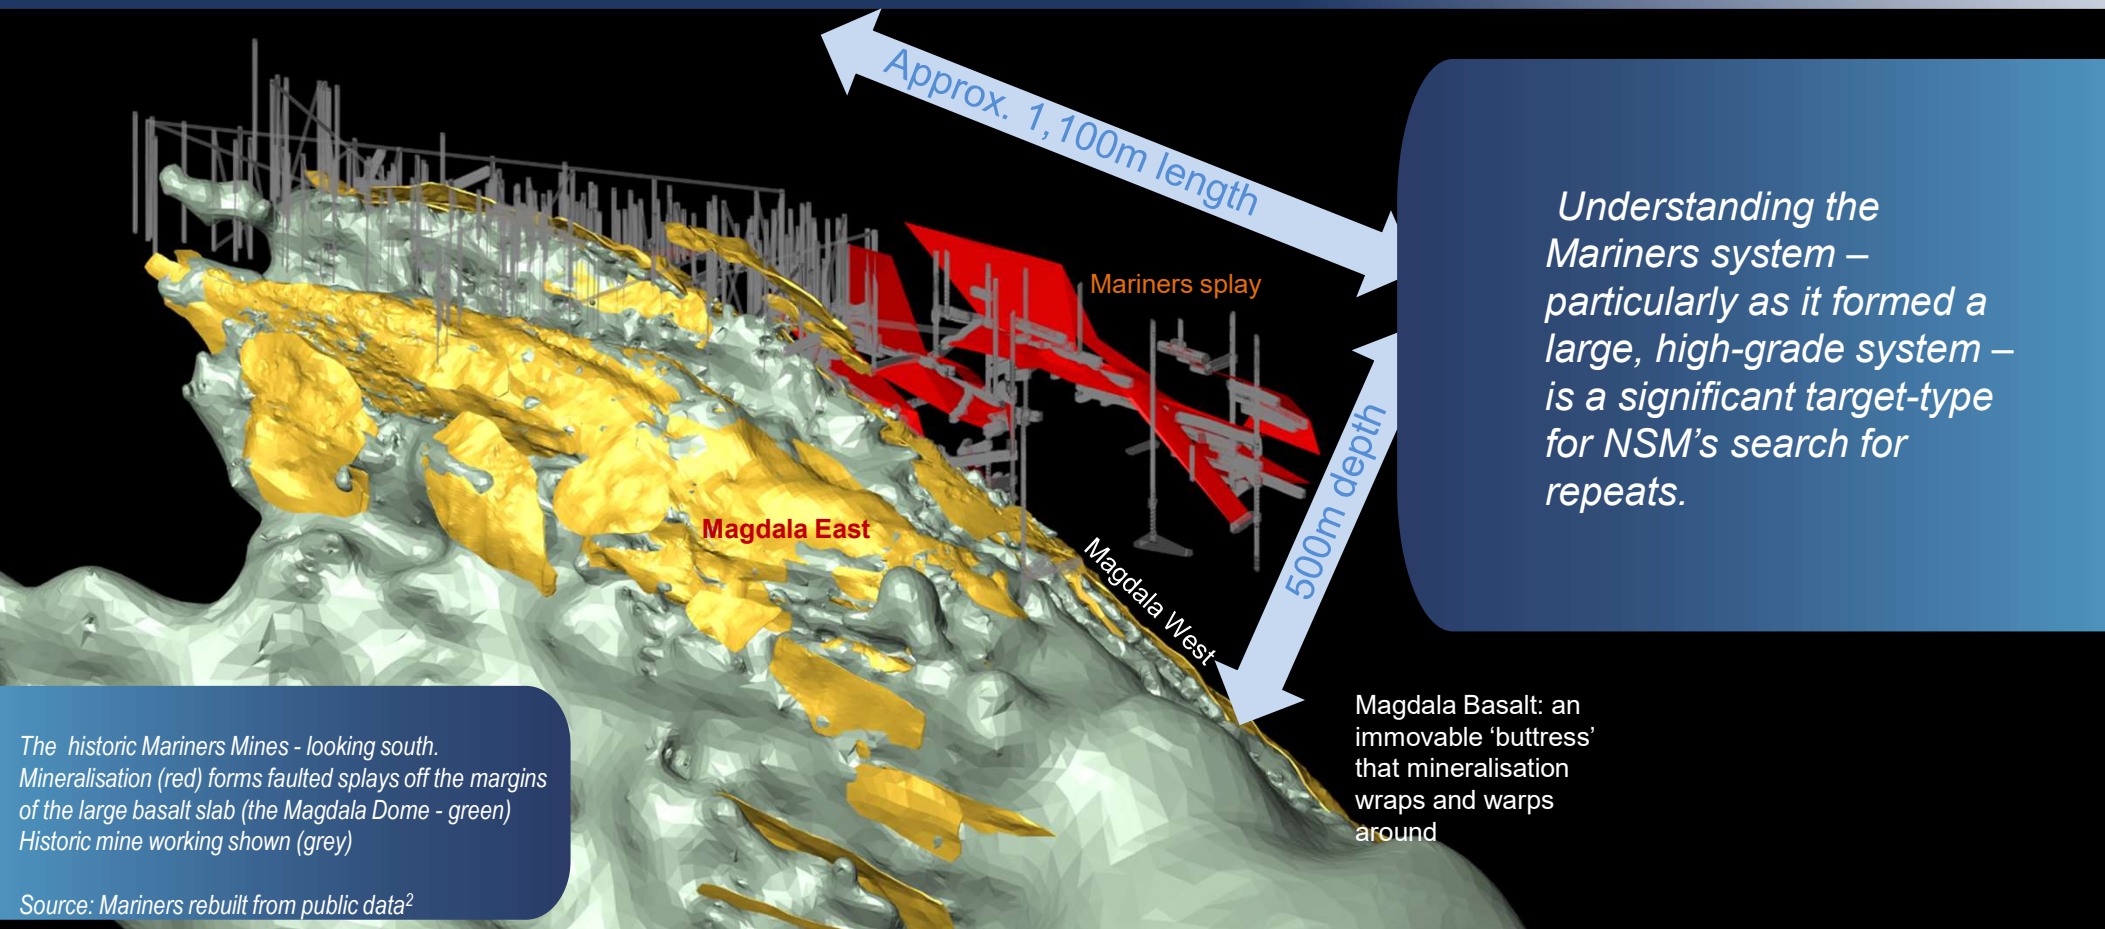 Approx. 1,100m length
Understanding the
Mariners system –
particularly as it formed a
large, high-grade system –
is a significant target-type
for NSM’s search for
repeats.
Mariners splay
500m depth
Magdala East
Magdala West
Magdala Basalt: an
immovable ‘buttress’
that mineralisation
wraps and warps
around
The  historic Mariners Mines - looking south.
Mineralisation (red) forms faulted splays off the margins
of the large basalt slab (the Magdala Dome - green)
Historic mine working shown (grey)
Source: Mariners rebuilt from public data²